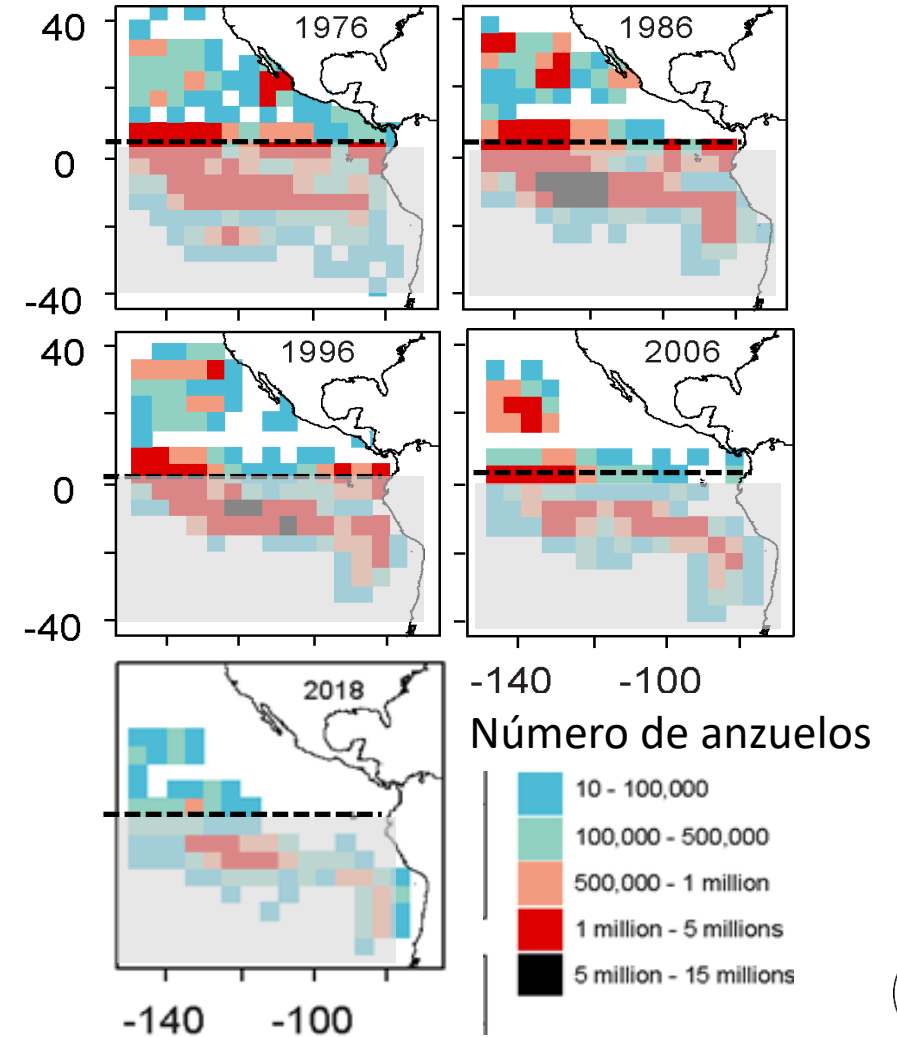 1976
1986
40
0
-40
1996
2006
40
0
-40
2018
-140 -100
Número de anzuelos
10 - 100,000
100,000 - 500,000
500,000 - 1 million
1 million - 5 millions
5 million - 15 millions
-140 -100